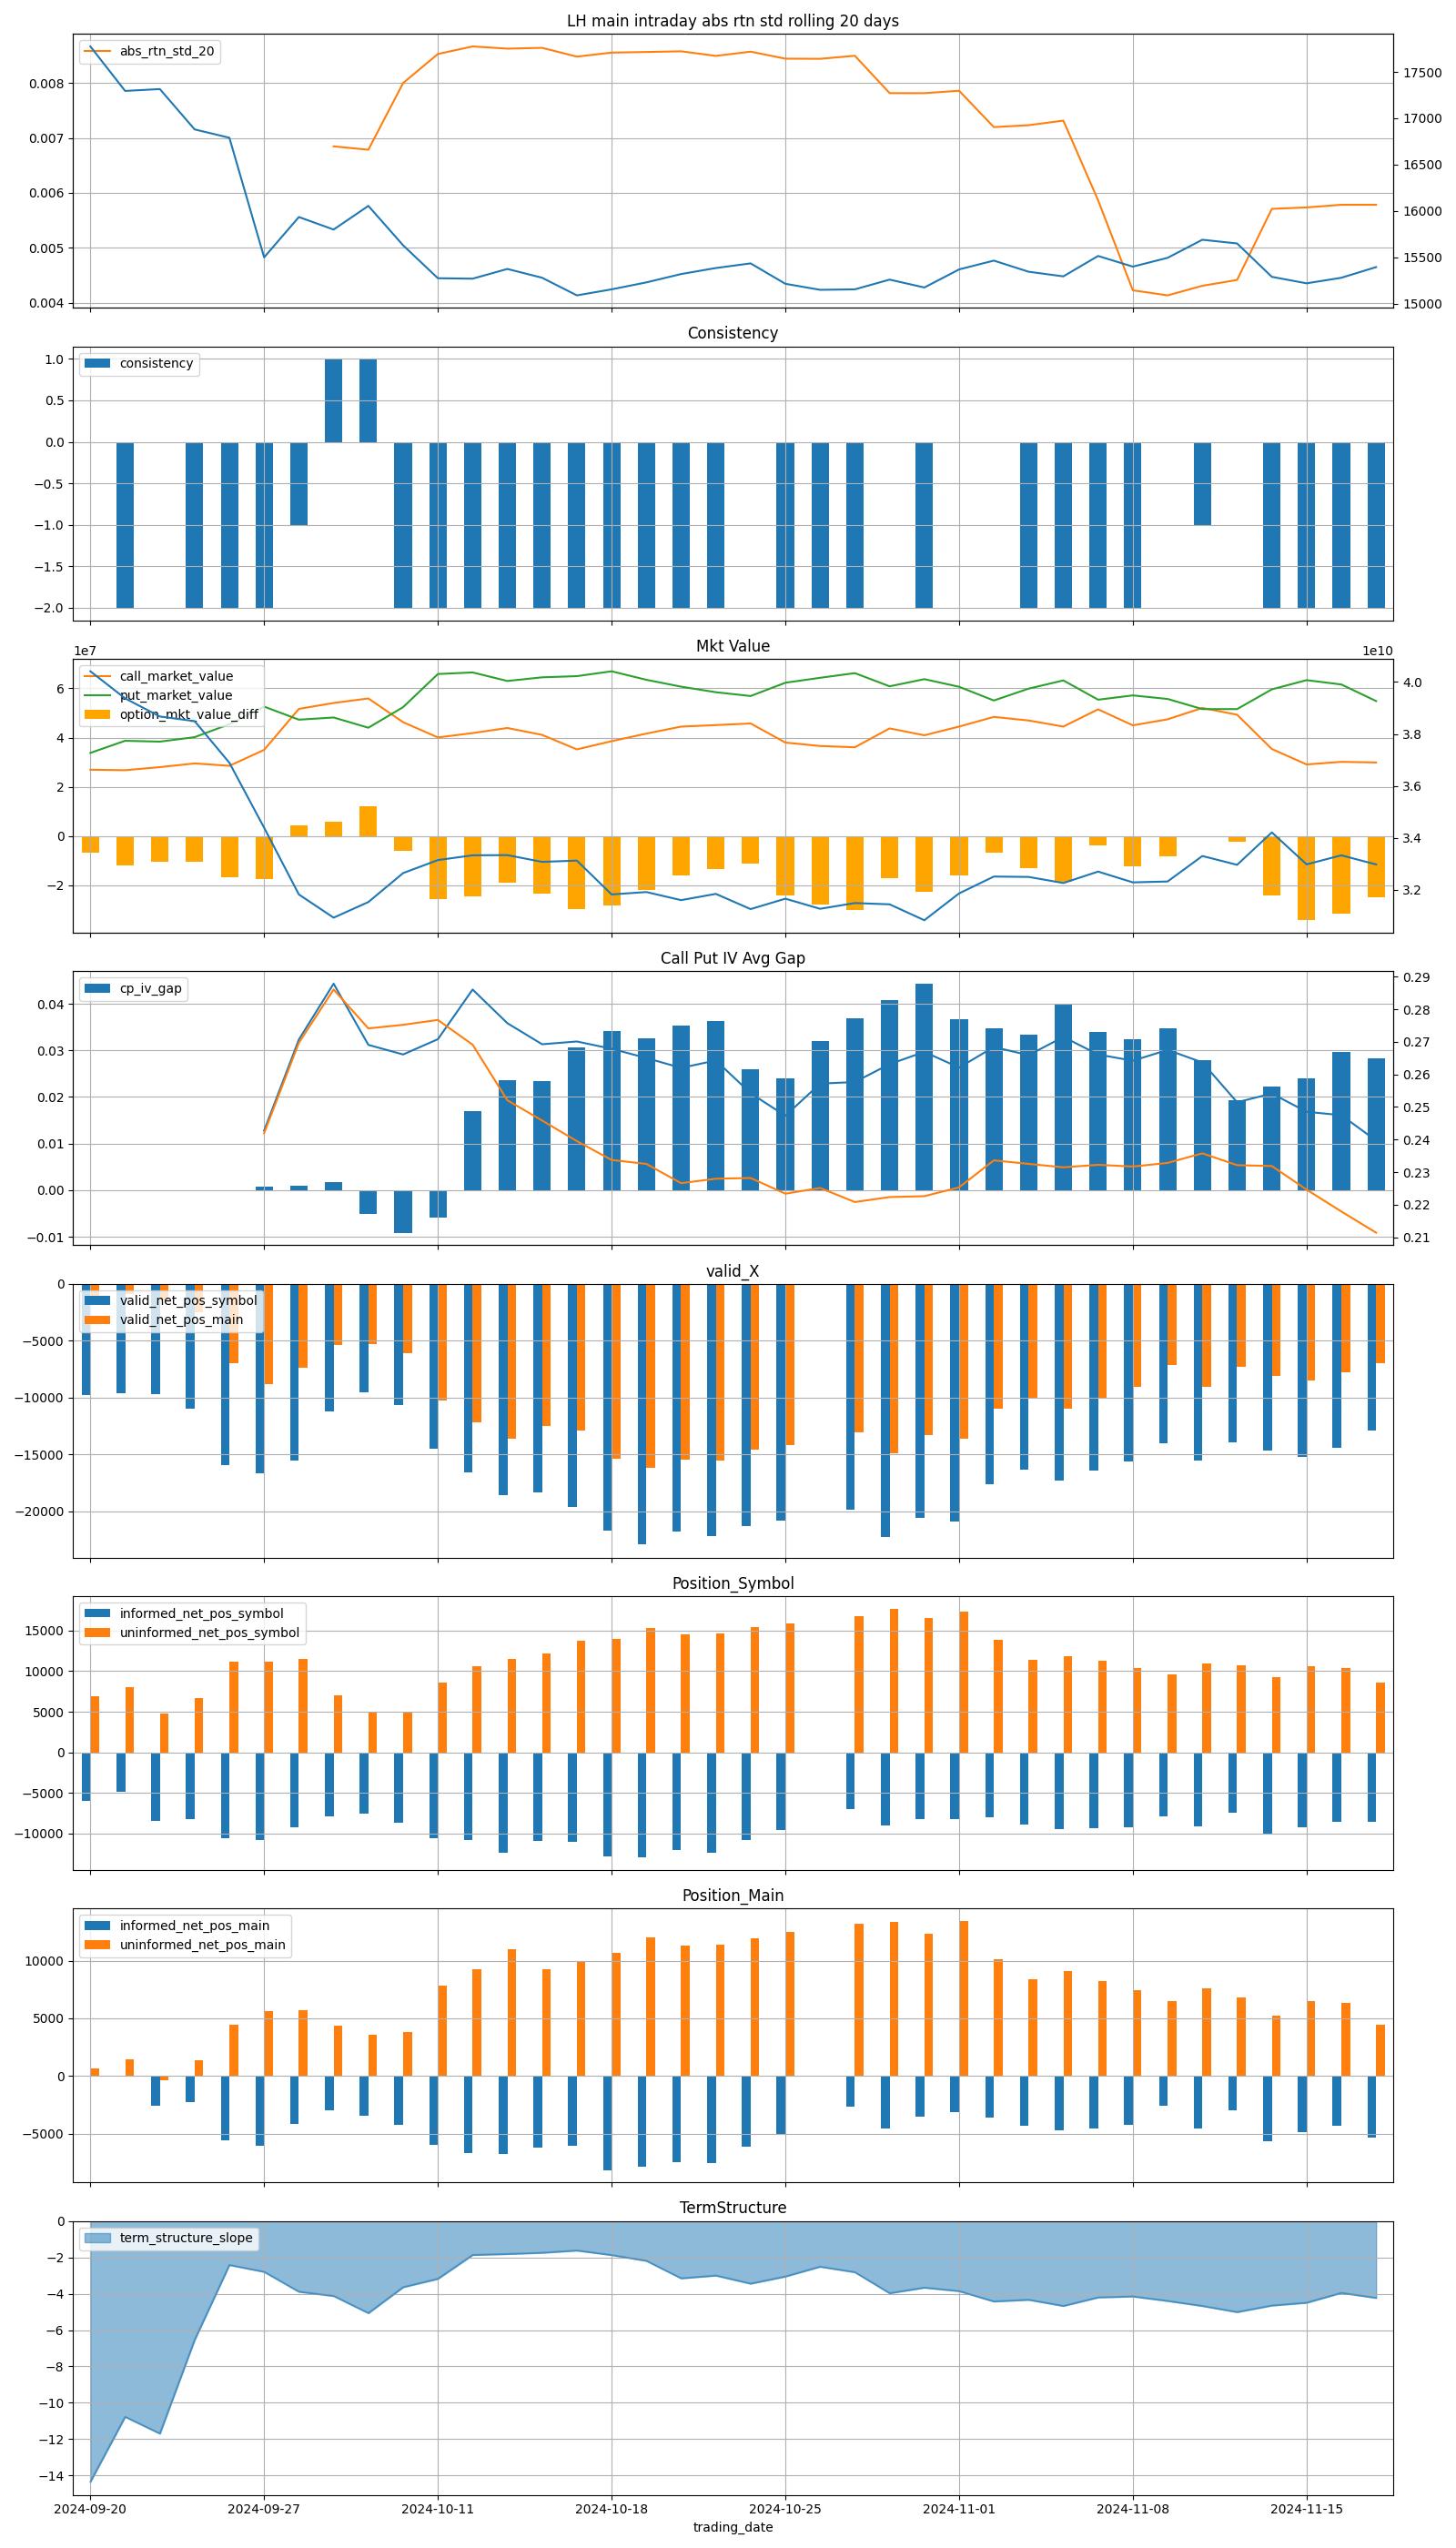 LH main intraday abs rtn std rolling 20 days
abs_rtn_std_20
0.008
0.007
0.006
0.005
0.004
17500
17000
16500
16000
15500
15000
Consistency
consistency
1.0
0.5
0.0
−0.5
−1.0
−1.5
−2.0
Mkt Value
1e7
1e10
call_market_value
put_market_value
option_mkt_value_diff
6
4
2
0
−2
4.0
3.8
3.6
3.4
3.2
Call Put IV Avg Gap
cp_iv_gap
0.04
0.03
0.02
0.01
0.00
−0.01
0.29
0.28
0.27
0.26
0.25
0.24
0.23
0.22
0.21
valid_X
valid_net_pos_symbol
valid_net_pos_main
0
−5000
−10000
−15000
−20000
Position_Symbol
informed_net_pos_symbol
uninformed_net_pos_symbol
15000
10000
5000
0
−5000
−10000
Position_Main
informed_net_pos_main
uninformed_net_pos_main
10000
5000
0
−5000
TermStructure
term_structure_slope
0
−2
−4
−6
−8
−10
−12
−14
2024-09-20 2024-09-27 2024-10-11 2024-10-18 2024-10-25 2024-11-01 2024-11-08 2024-11-15
trading_date